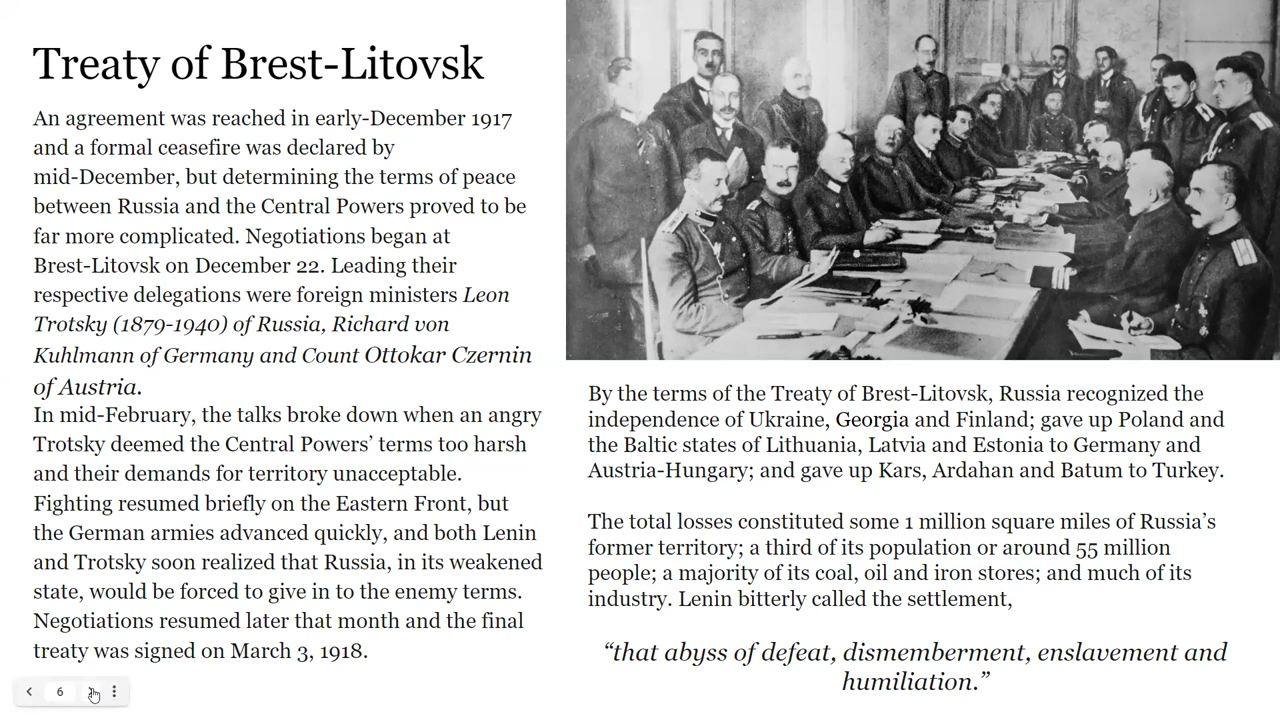 Treaty of Brest-Litovsk
An agreement was reached in early-December 1917
and a formal ceasefire was declared by
mid-December, but determining the terms of peace
between Russia and the Central Powers proved to be
far more complicated. Negotiations began at
Brest-Litovsk on December 22. Leading their
respective delegations were foreign ministers Leon
Trotsky (1879-1940) of Russia, Richard von
Kuhlmann of Germany and Count Ottokar Czernin
of Austria.
In mid-February, the talks broke down when an angry
Trotsky deemed the Central Powers’ terms too harsh
and their demands for territory unacceptable.
Fighting resumed briefly on the Eastern Front, but
the German armies advanced quickly, and both Lenin
and Trotsky soon realized that Russia, in its weakened
state, would be forced to give in to the enemy terms.
Negotiations resumed later that month and the final
treaty was signed on March 3, 1918.
By the terms of the Treaty of Brest-Litovsk, Russia recognized the
independence of Ukraine, Georgia and Finland; gave up Poland and
the Baltic states of Lithuania, Latvia and Estonia to Germany and
Austria-Hungary; and gave up Kars, Ardahan and Batum to Turkey.
The total losses constituted some 1 million square miles of Russia’s
former territory; a third of its population or around 55 million
people; a majority of its coal, oil and iron stores; and much of its
industry. Lenin bitterly called the settlement,
“that abyss of defeat, dismemberment, enslavement and
humiliation.”
6